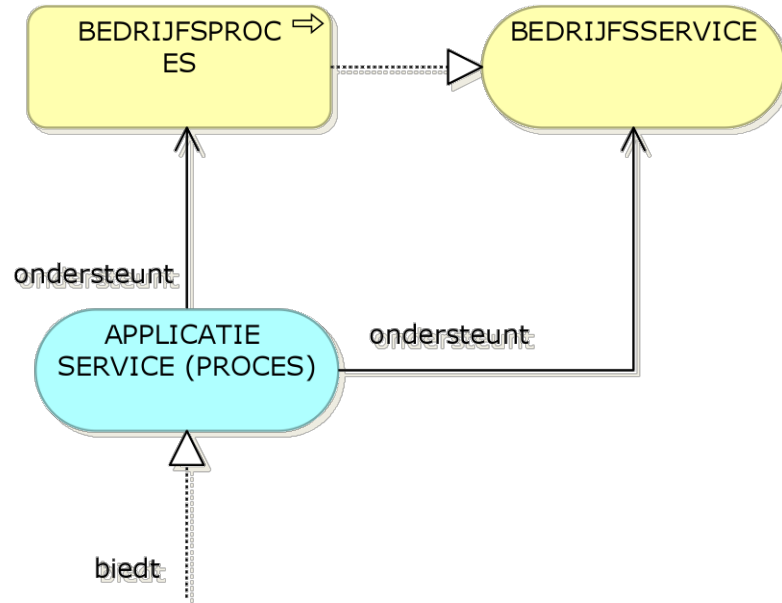 BEDRIJFSPROC
ES
BEDRIJFSSERVICE
ondersteunt
APPLICATIE
SERVICE (PROCES)
ondersteunt
biedt